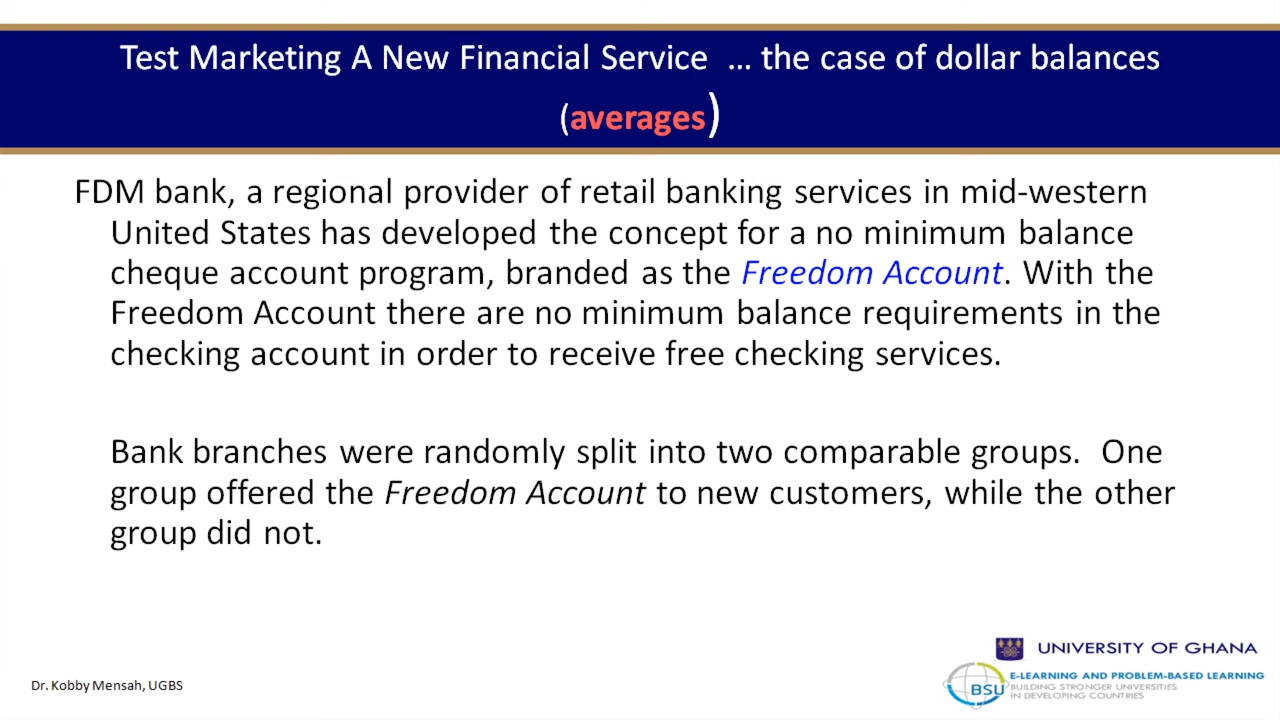 Test Marketing A New Financial Service … the case of dollar balances
(averages)
FDM bank, a regional provider of retail banking services in mid-western
United States has developed the concept for a no minimum balance
cheque account program, branded as the Freedom Account. With the
Freedom Account there are no minimum balance requirements in the
checking account in order to receive free checking services.
Bank branches were randomly split into two comparable groups. One
group offered the Freedom Account to new customers, while the other
group did not.
UNIVERSITY OF GHANA
Dr. Kobby Mensah, UGBS
BSU
E-LEARNING AND PROBLEM-BASED LEARNING
BUILDING STRONGER UNIVERSITIES
IN DEVELOPING COUNTRIES